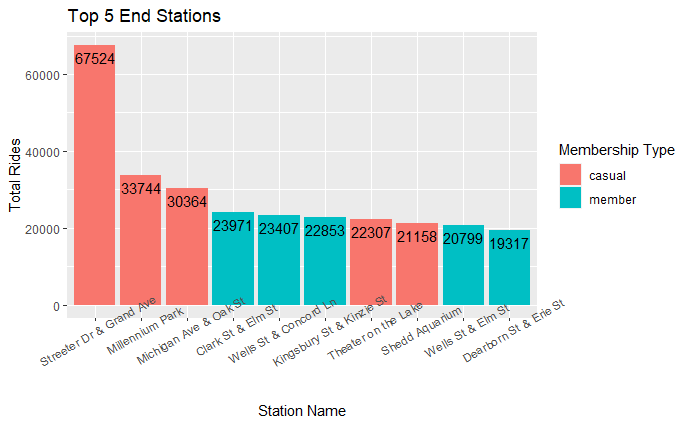 Top 5 End Stations
Total Rides
60000
40000
20000
0
67524
33744
30364
23971
23407
22853
22307
21158
20799
19317
Streeter Dr & Grand Ave
Millennium Park
Michigan Ave & Oak St
Clark St & Elm St
Wells St & Concord Ln
Kingsbury St & Kinzie St
Theater on the Lake
Shedd Aquarium
Wells St & Elm St
Dearborn St & Erie St
Station Name
Membership Type
casual
member